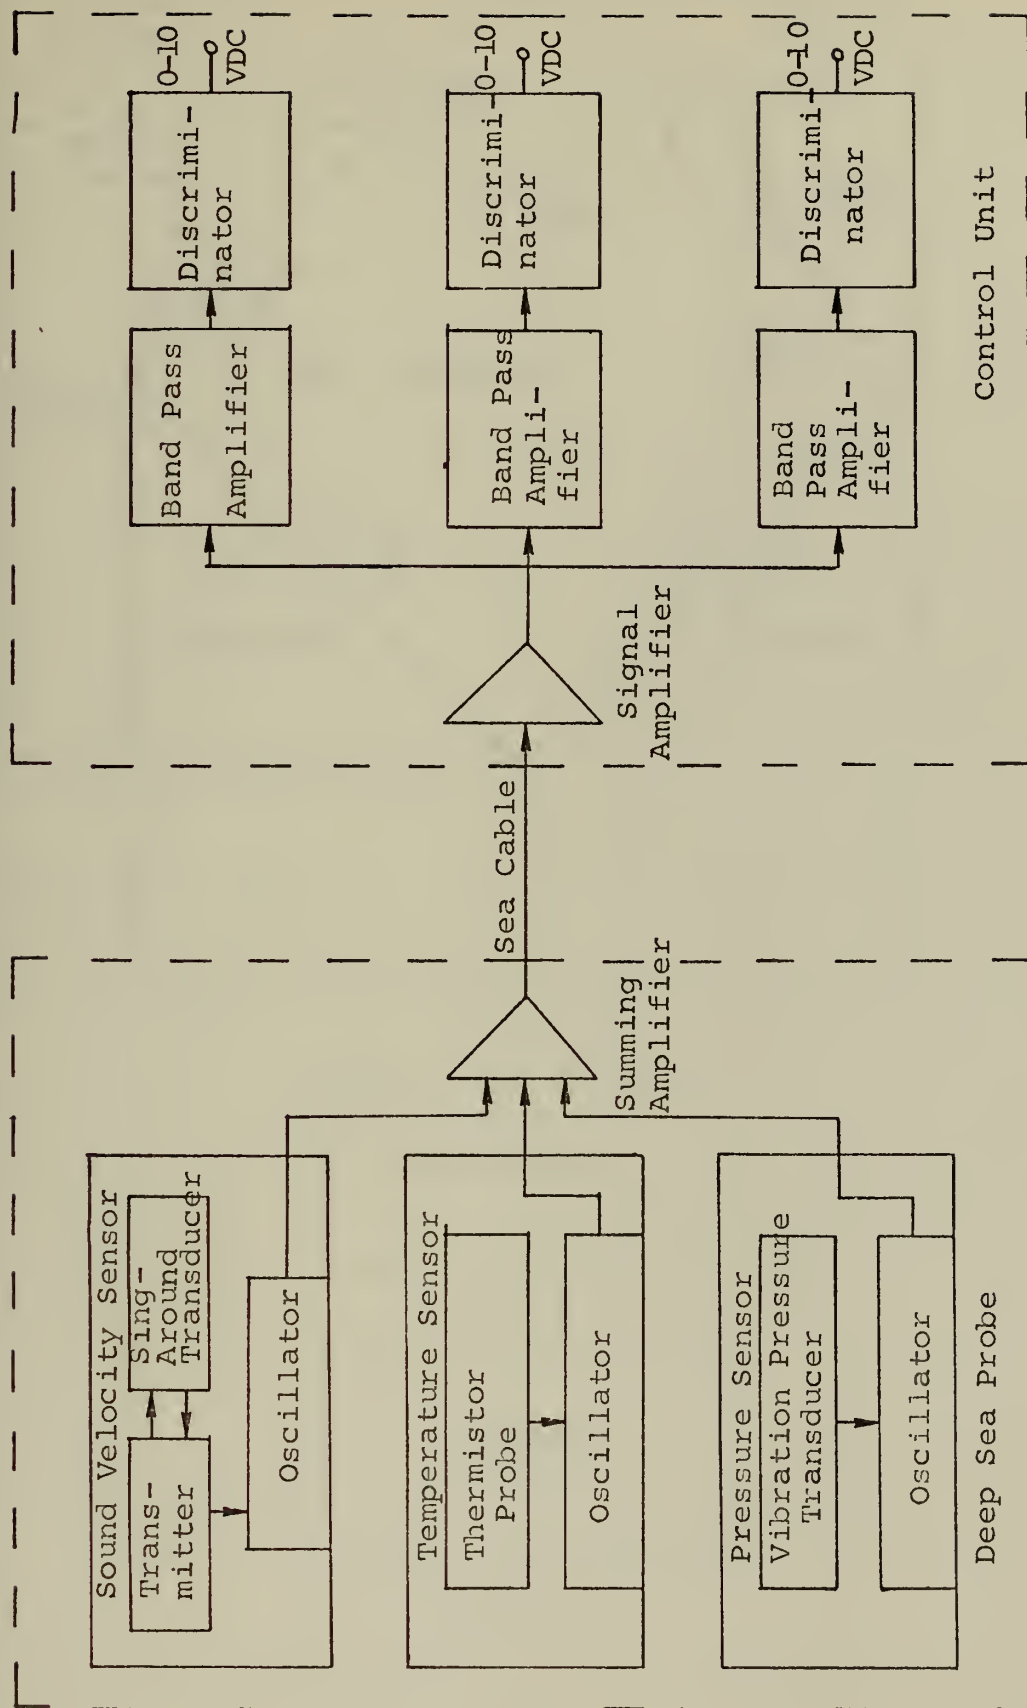 Sound Velocity Sensor
Trans-
mitter
Sing-
Around
Transducer
Oscillator
Temperature Sensor
Thermistor
Probe
Oscillator
Pressure Sensor
Vibration Pressure
Transducer
Oscillator
Deep Sea Probe
Summing
Amplifier
Sea Cable
Signal
Amplifier
Band Pass
Amplifier
Discrimi-
nator
0-10
VDC
Band Pass
Ampli-
fier
Discrimi-
nator
0-10
VDC
Band
Pass
Ampli-
fier
Discrimi-
nator
0-10
VDC
Control Unit